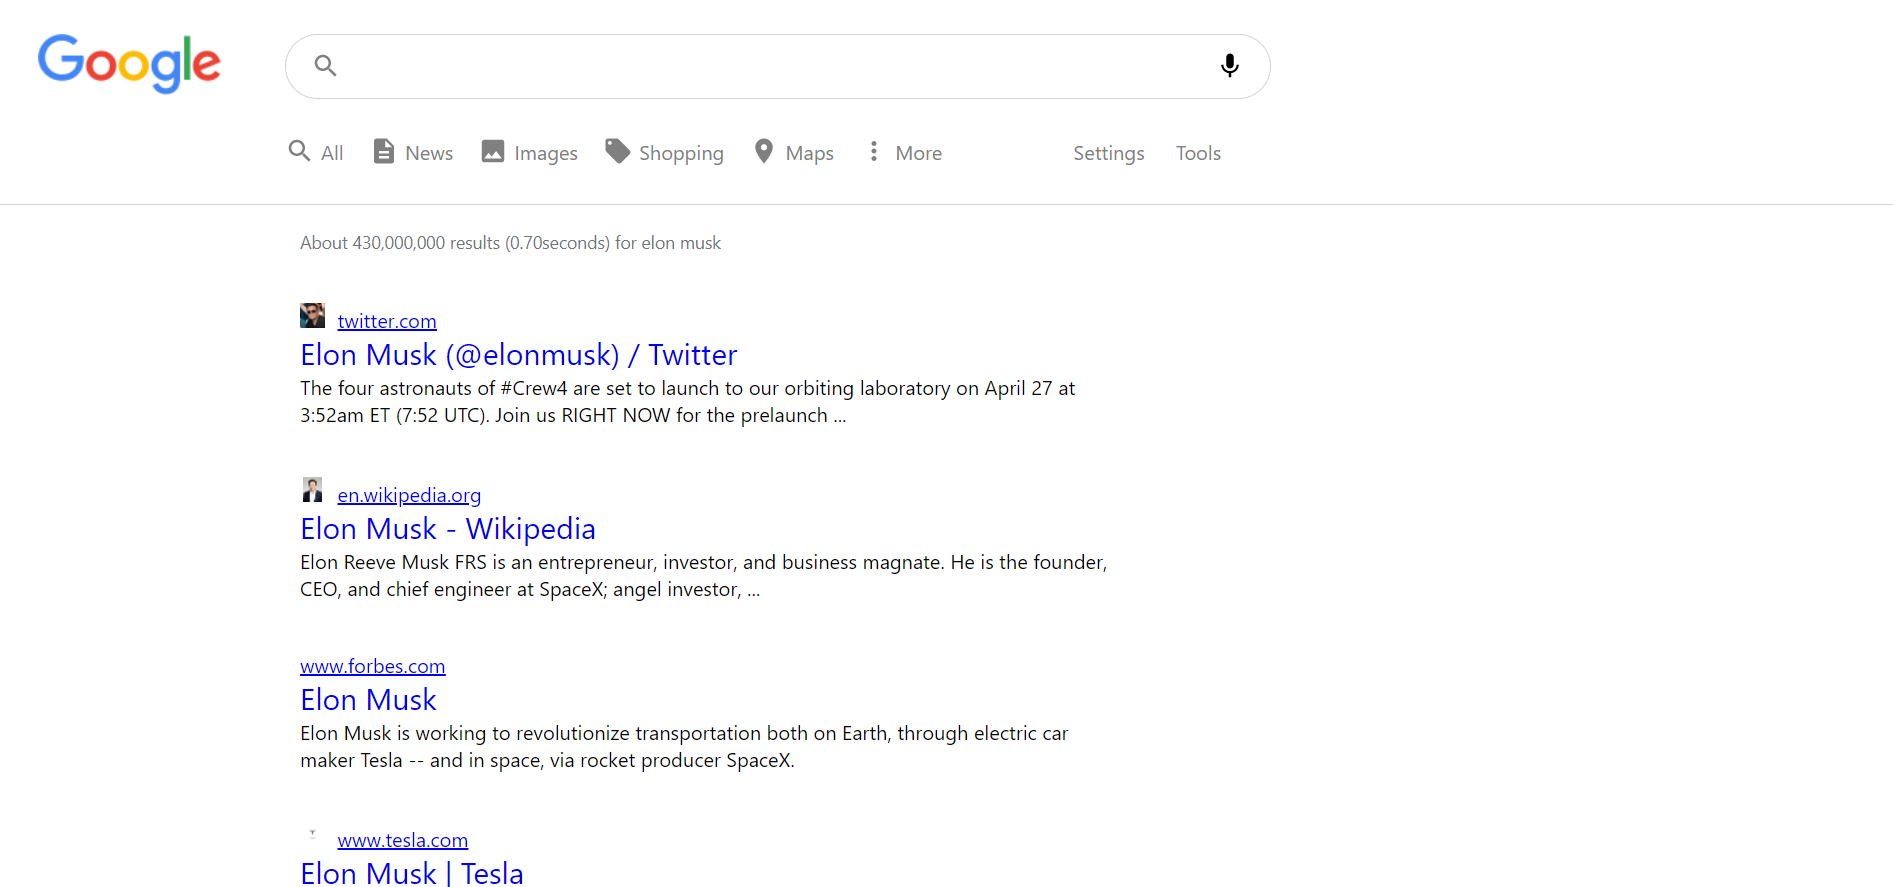 Google
All News Images Shopping Maps More Settings Tools
About 430,000,000 results (0.70seconds) for elon musk
twitter.com
Elon Musk (@elonmusk) / Twitter
The four astronauts of #Crew4 are set to launch to our orbiting laboratory on April 27 at
3:52am ET (7:52 UTC). Join us RIGHT NOW for the prelaunch ...
en.wikipedia.org
Elon Musk - Wikipedia
Elon Reeve Musk FRS is an entrepreneur, investor, and business magnate. He is the founder,
CEO, and chief engineer at SpaceX; angel investor, ...
www.forbes.com
Elon Musk
Elon Musk is working to revolutionize transportation both on Earth, through electric car
maker Tesla -- and in space, via rocket producer SpaceX.
www.tesla.com
Elon Musk | Tesla